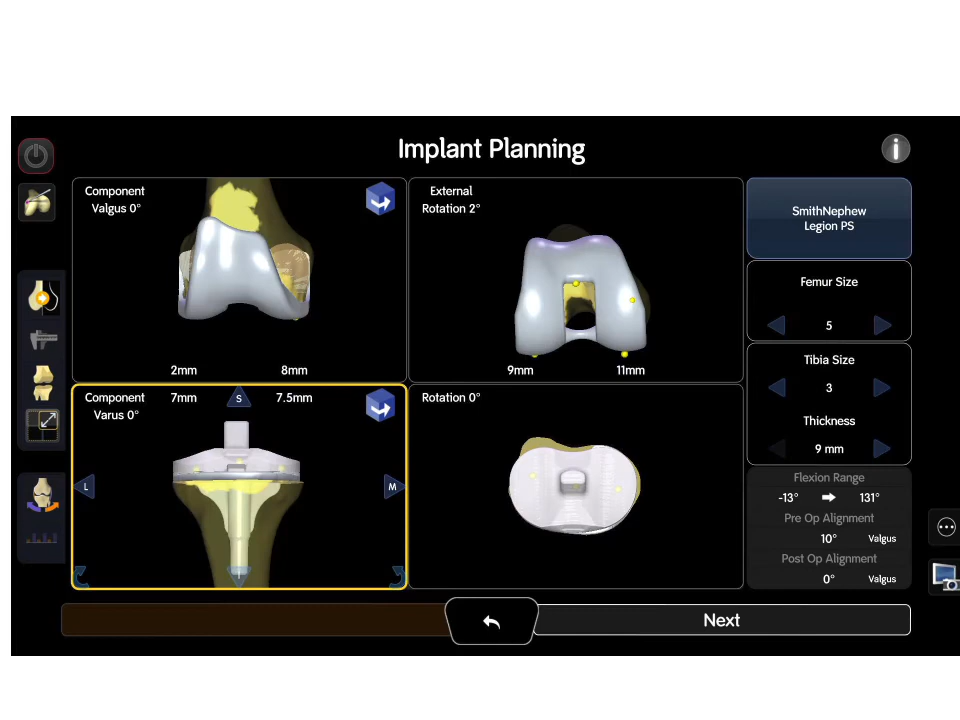 Implant Planning
Component
Valgus 0°
2mm
8mm
External
Rotation 2°
9mm
11mm
SmithNephew
Legion PS
Femur Size
5
Tibia Size
3
Thickness
9 mm
Component
Varus 0°
7mm
S
7.5mm
L
M
I
Rotation 0°
Flexion Range
-13°
131°
Pre Op Alignment
10°
Valgus
Post Op Alignment
0°
Valgus
Next